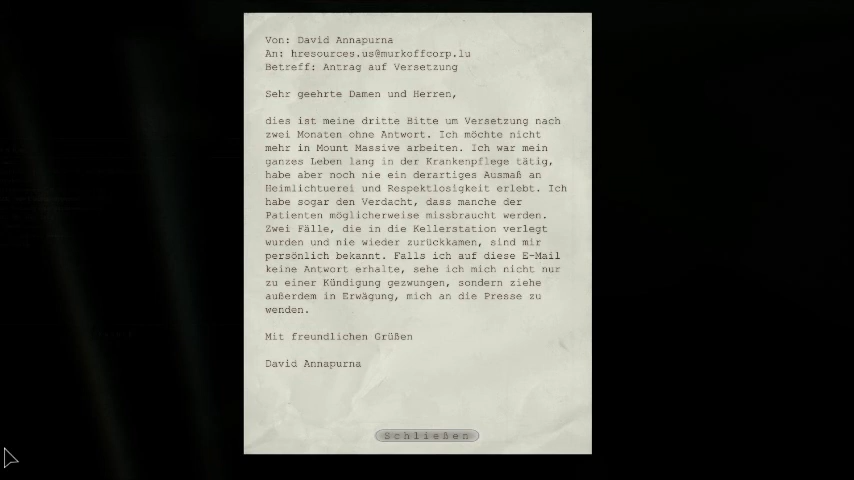 Von: David Annapurna
An: hresources.us@murkoffcorp.lu
Betreff: Antrag auf Versetzung
Sehr geehrte Damen und Herren,
dies ist meine dritte Bitte um Versetzung nach
zwei Monaten ohne Antwort. Ich möchte nicht
mehr in Mount Massive arbeiten. Ich war mein
ganzes Leben lang in der Krankenpflege tätig,
habe aber noch nie ein derartiges Ausmaß an
Heimlichtuerei und Respektlosigkeit erlebt. Ich
habe sogar den Verdacht, dass manche der
Patienten möglicherweise missbraucht werden.
Zwei Fälle, die in die Kellerstation verlegt
wurden und nie wieder zurückkamen, sind mir
persönlich bekannt. Falls ich auf diese E-Mail
keine Antwort erhalte, sehe ich mich nicht nur
zu einer Kündigung gezwungen, sondern ziehe
außerdem in Erwägung, mich an die Presse zu
wenden.
Mit freundlichen Grüßen
David Annapurna
Schließen